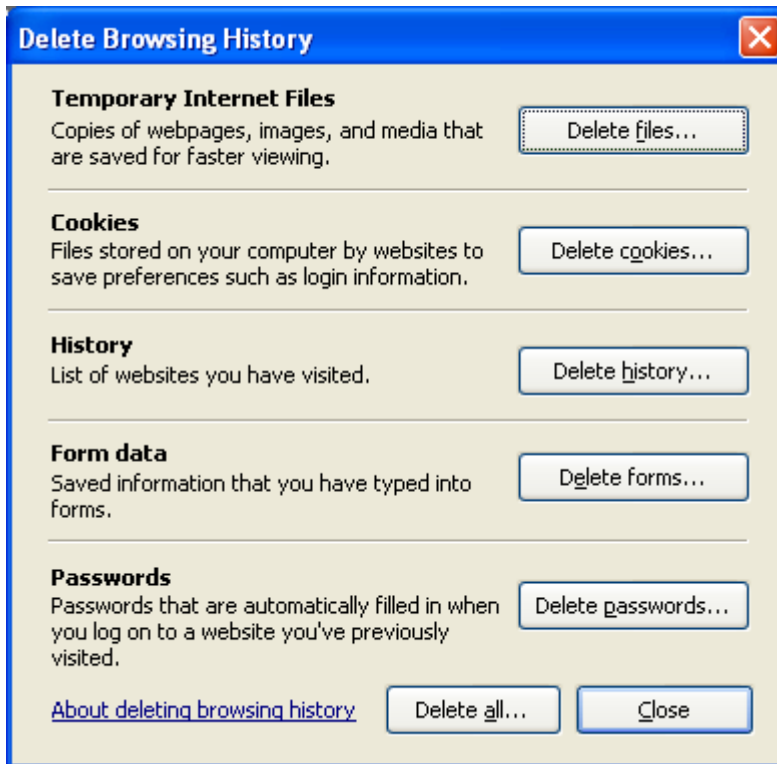 Delete Browsing History
Temporary Internet Files
Copies of webpages, images, and media that
are saved for faster viewing.
Delete files...
Cookies
Files stored on your computer by websites to
save preferences such as login information.
Delete cookies...
History
List of websites you have visited.
Delete history...
Form data
Saved information that you have typed into
forms.
Delete forms...
Passwords
Passwords that are automatically filled in when
you log on to a website you've previously
visited.
Delete passwords...
About deleting browsing history
Delete all...
Close